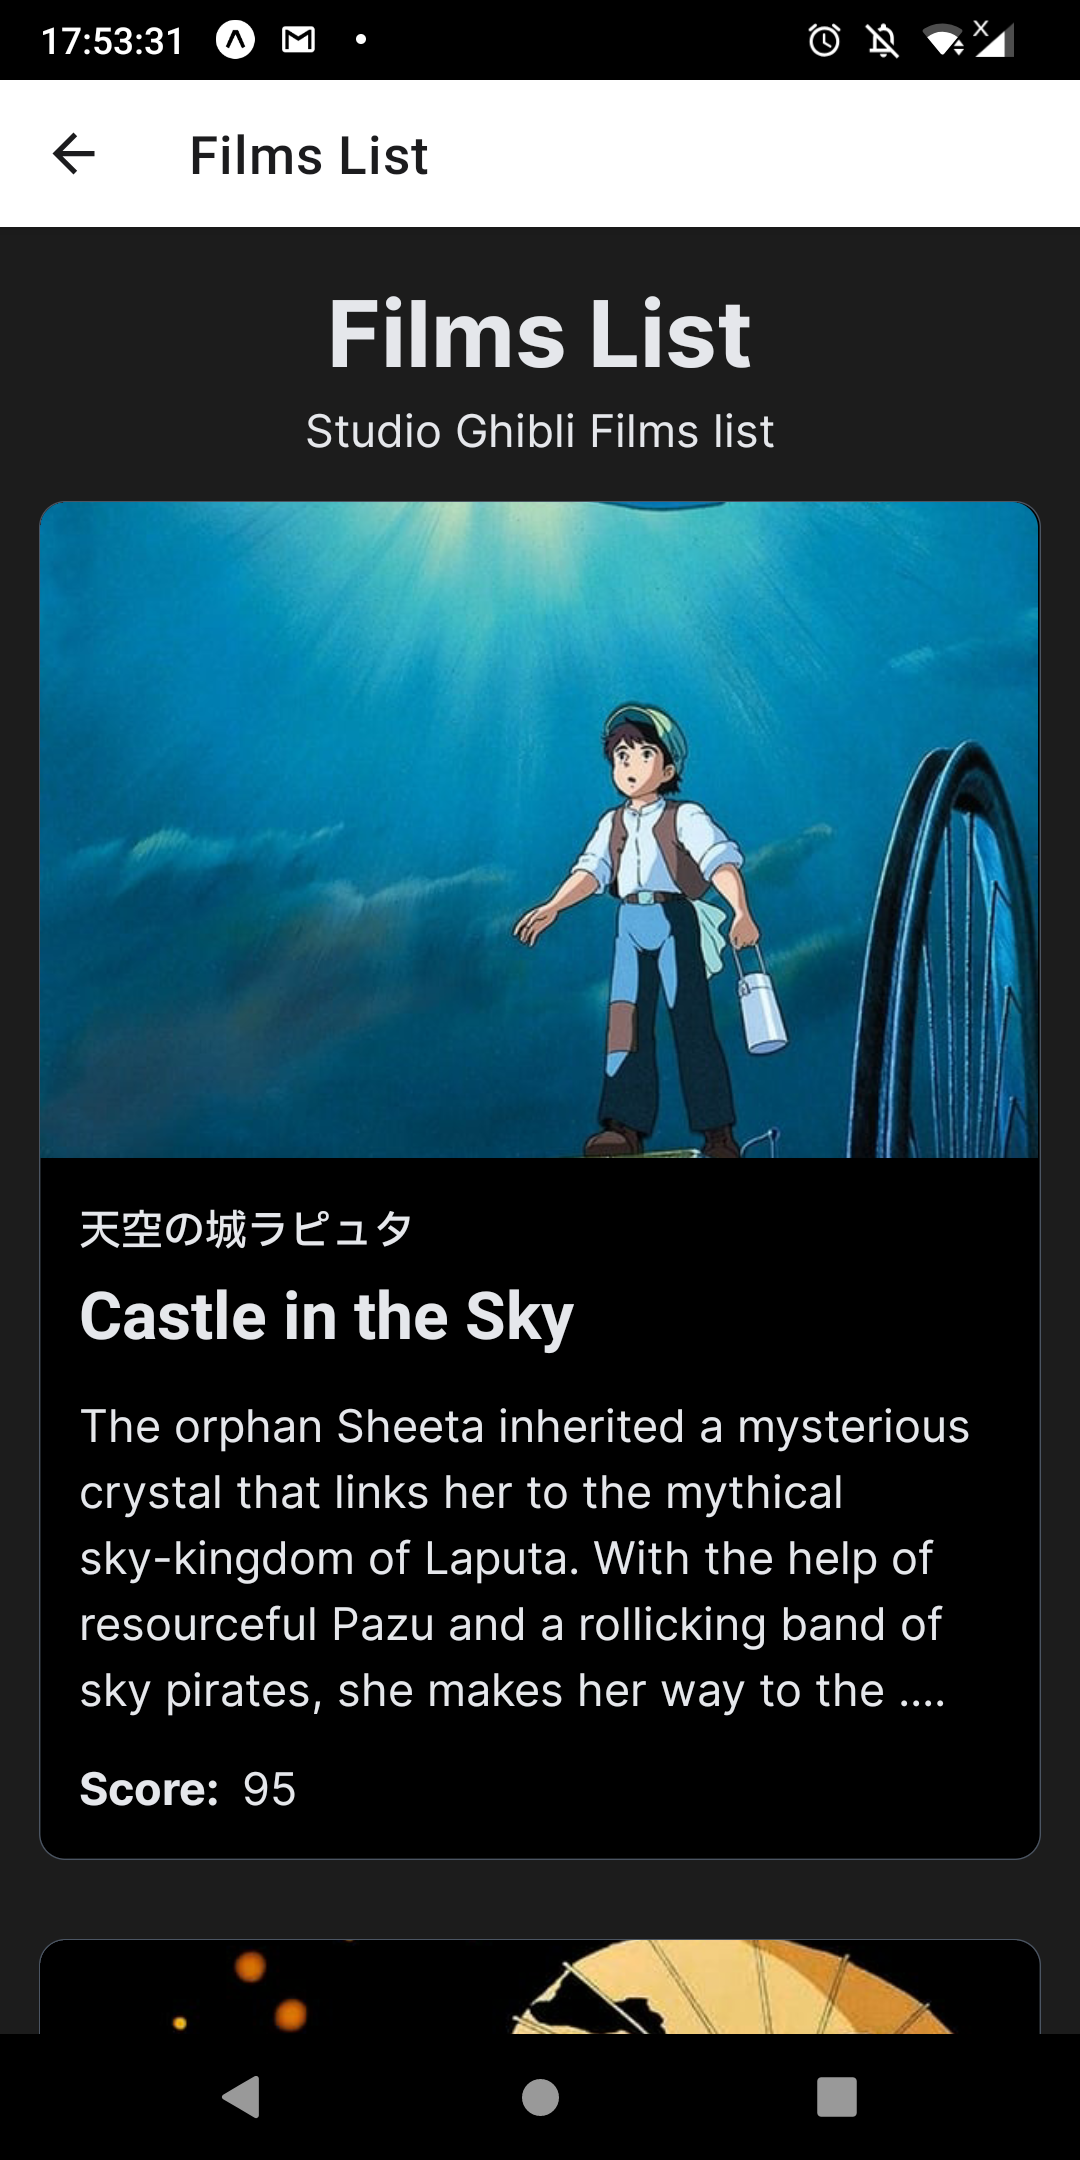 17:53:31
Films List
Films List
Studio Ghibli Films list
天空の城ラピュタ
Castle in the Sky
The orphan Sheeta inherited a mysterious
crystal that links her to the mythical
sky-kingdom of Laputa. With the help of
resourceful Pazu and a rollicking band of
sky pirates, she makes her way to the ....
Score: 95